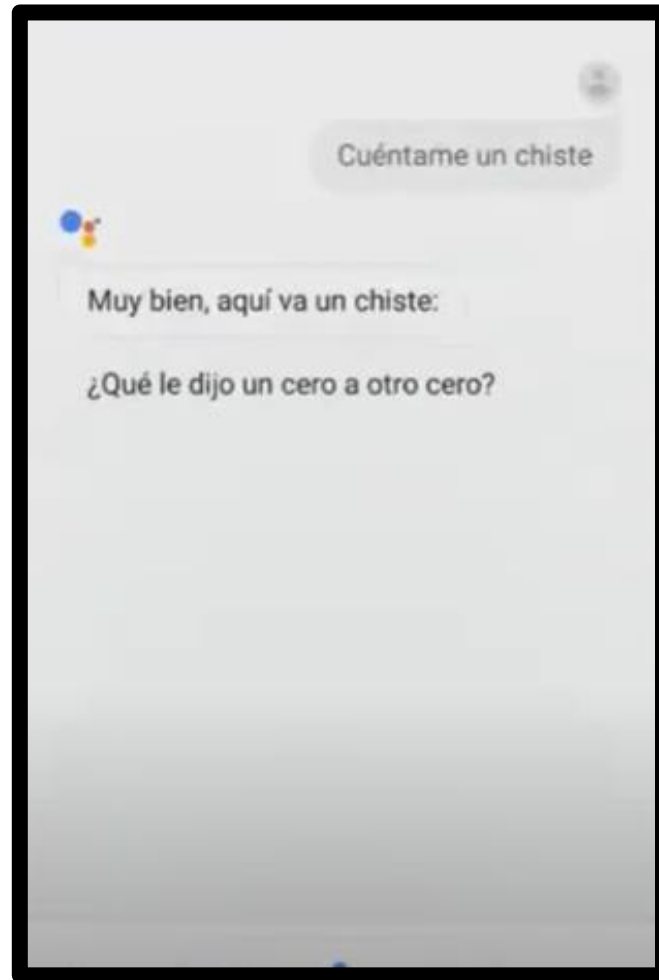 Cuéntame un chiste
Muy bien, aquí va un chiste:
¿Qué le dijo un cero a otro cero?